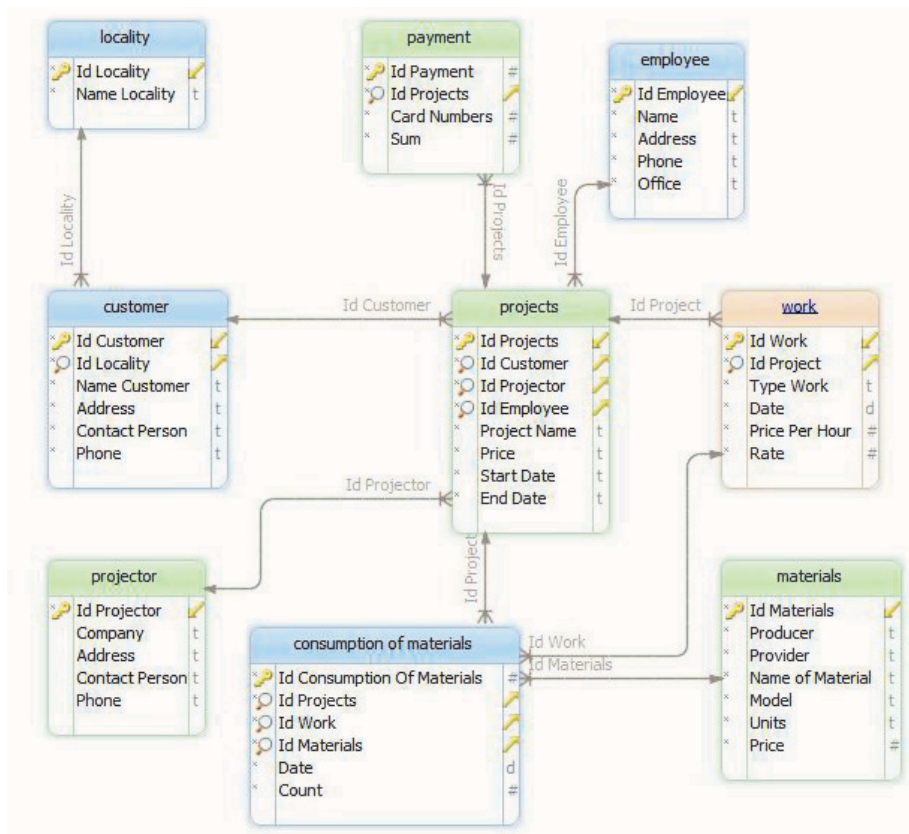 locality
Id Locality
Name Locality t
payment
Id Payment #
Id Projects
Card Numbers #
Sum #
employee
Id Employee
Name t
Address t
Phone t
Office t
Id Locality
Id Projects
Id Employee
customer
Id Customer
Id Locality
Name Customer t
Address t
Contact Person t
Phone t
Id Customer
projects
Id Projects
Id Customer
Id Projector
Id Employee
Project Name t
Price t
Start Date t
End Date t
Id Project
work
Id Work
Id Project
Type Work t
Date d
Price Per Hour #
Rate #
Id Projector
projector
Id Projector
Company t
Address t
Contact Person t
Phone t
Id Project
consumption of materials
Id Consumption Of Materials #
Id Projects
Id Work
Id Materials
Date d
Count #
Id Work
Id Materials
materials
Id Materials
Producer t
Provider t
Name of Material t
Model t
Units t
Price #